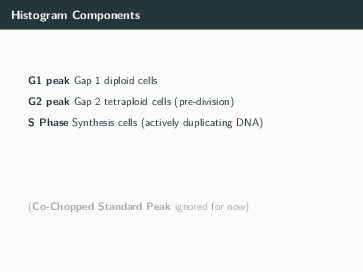 Histogram Components
G1 peak Gap 1 diploid cells
G2 peak Gap 2 tetraploid cells (pre-division)
S Phase Synthesis cells (actively duplicating DNA)
(Co-Chopped Standard Peak ignored for now)